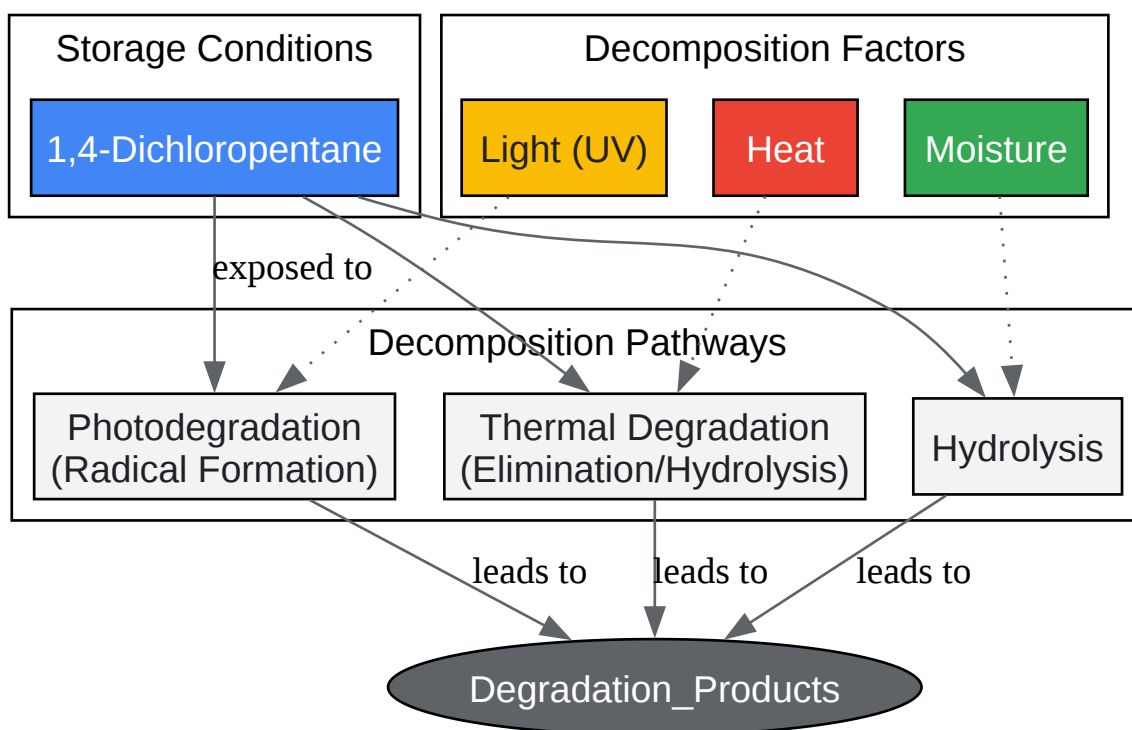 Storage Conditions
Decomposition Factors
1,4-Dichloropentane
Light (UV)
Heat
Moisture
exposed to
Decomposition Pathways
Photodegradation
(Radical Formation)
Thermal Degradation
(Elimination/Hydrolysis)
Hydrolysis
leads to
leads to
leads to
Degradation_Products